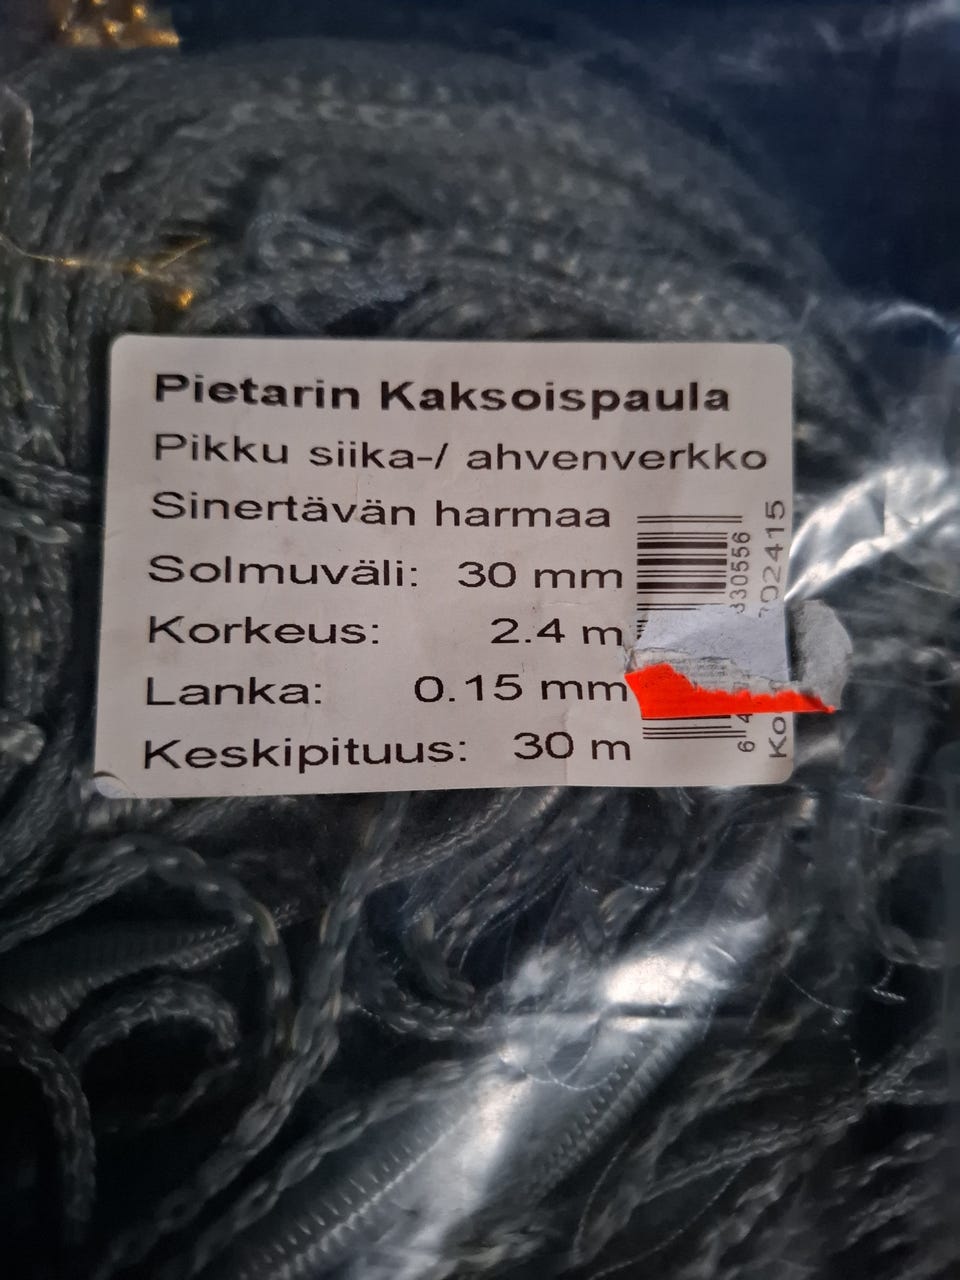 Pietarin Kaksoispaula
Pikku siika-/ ahvenverkko
Sinertävän harmaa
Solmuväli: 30 mm
Korkeus: 2.4 m
Lanka: 0.15 mm
Keskipituus: 30 m
330556